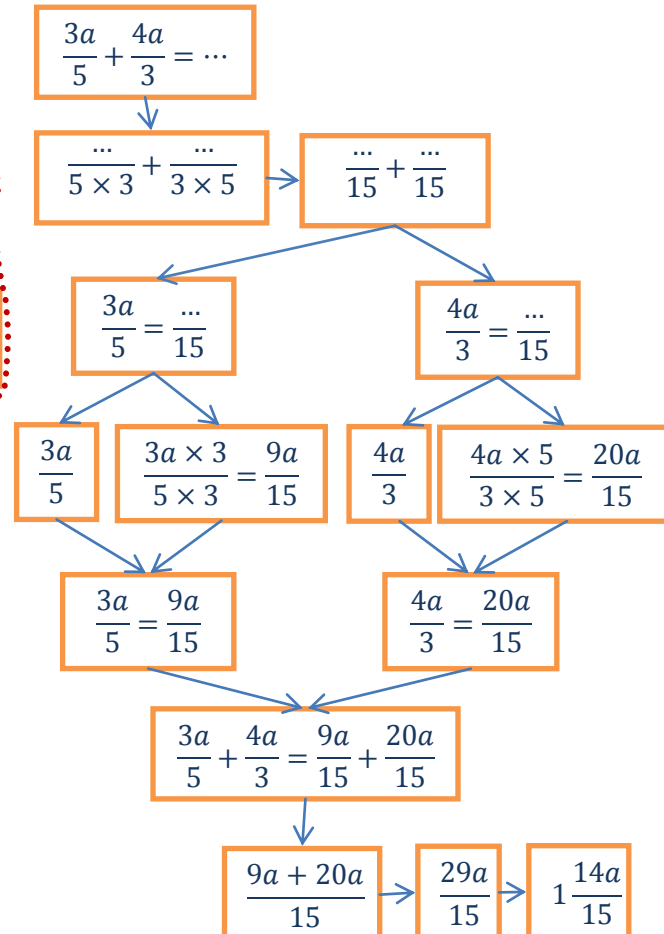 3a/5 + 4a/3 = ⋯
.../(5 × 3) + .../(3 × 5)
.../15 + .../15
3a/5 = .../15
4a/3 = .../15
3a/5
(3a × 3)/(5 × 3) = 9a/15
4a/3
(4a × 5)/(3 × 5) = 20a/15
3a/5 = 9a/15
4a/3 = 20a/15
3a/5 + 4a/3 = 9a/15 + 20a/15
(9a + 20a)/15
29a/15
1 14a/15